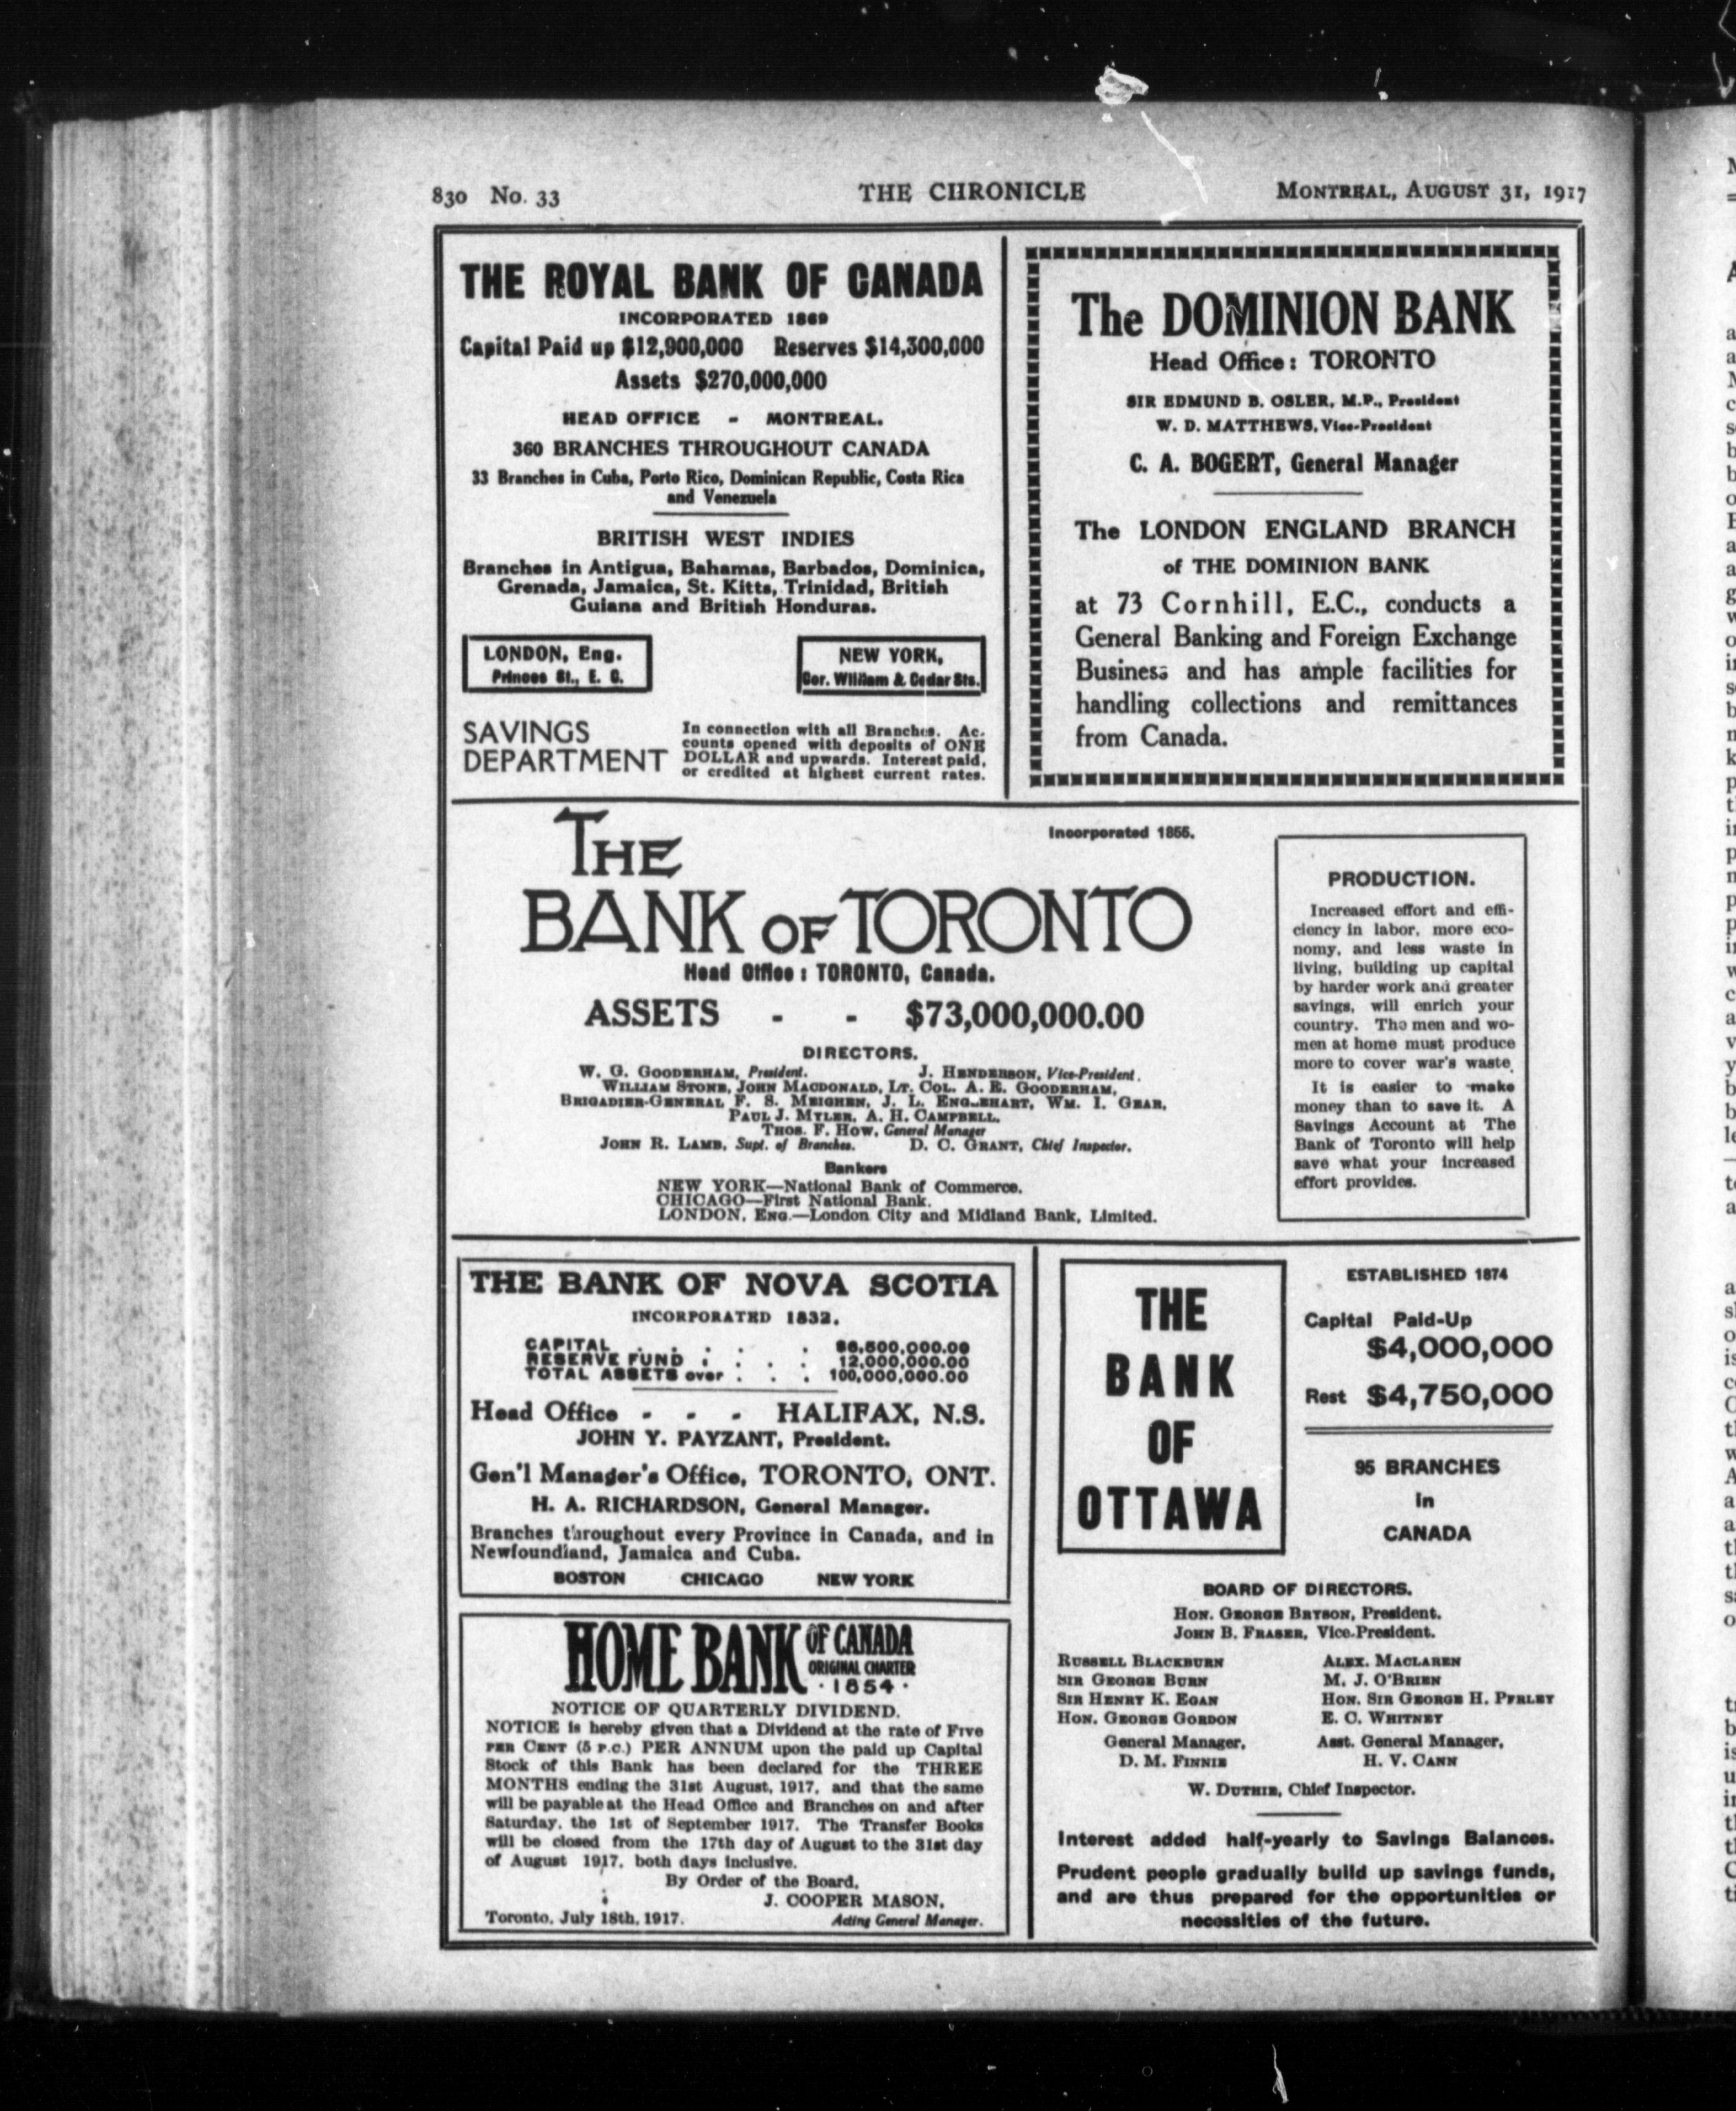 830 No. 33
THE CHRONICLE
MONTREAL, AUGUST 31, 1917
THE ROYAL BANK OF CANADA
INCORPORATED 1869
Capital Paid up $12,900,000 Reserves $14,300,000
Assets $270,000,000
HEAD OFFICE - MONTREAL.
360 BRANCHES THROUGHOUT CANADA
33 Branches in Cuba, Porto Rico, Dominican Republic, Costa Rica
and Venezuela
BRITISH WEST INDIES
Branches in Antigua, Bahamas, Barbados, Dominica,
Grenada, Jamaica, St. Kitts, Trinidad, British
Guiana and British Honduras.
LONDON, Eng.
Princes St., E. C.
NEW YORK,
Cor. William & Cedar Sts.
SAVINGS
DEPARTMENT
In connection with all Branches. Ac-
counts opened with deposits of ONE
DOLLAR and upwards. Interest paid,
or credited at highest current rates.
The DOMINION BANK
Head Office: TORONTO
SIR EDMUND B. OSLER, M.P., President
W. D. MATTHEWS, Vice-President
C. A. BOGERT, General Manager
The LONDON ENGLAND BRANCH
of THE DOMINION BANK
at 73 Cornhill, E.C., conducts a
General Banking and Foreign Exchange
Business and has ample facilities for
handling collections and remittances
from Canada.
THE
BANK OF TORONTO
Incorporated 1855.
Head Office: TORONTO, Canada.
ASSETS - - $73,000,000.00
DIRECTORS.
W. G. GOODERHAM, President. J. HENDERSON, Vice-President.
WILLIAM STONE, JOHN MACDONALD, LT. COL. A. E. GOODERHAM,
BRIGADIER-GENERAL F. S. MEIGHEN, J. L. ENGLEHART, WM. I. GEAR,
PAUL J. MYLER, A. H. CAMPBELL.
THOS. F. HOW, General Manager
JOHN R. LAMB, Supt. of Branches. D. C. GRANT, Chief Inspector.
Bankers
NEW YORK—National Bank of Commerce.
CHICAGO—First National Bank.
LONDON, ENG.—London City and Midland Bank, Limited.
PRODUCTION.
Increased effort and effi-
ciency in labor, more eco-
nomy, and less waste in
living, building up capital
by harder work and greater
savings, will enrich your
country. The men and wo-
men at home must produce
more to cover war's waste.
It is easier to make
money than to save it. A
Savings Account at The
Bank of Toronto will help
save what your increased
effort provides.
THE BANK OF NOVA SCOTIA
INCORPORATED 1832.
CAPITAL . . . . $6,500,000.00
RESERVE FUND . . . . 12,000,000.00
TOTAL ASSETS over . . . 100,000,000.00
Head Office - - - HALIFAX, N.S.
JOHN Y. PAYZANT, President.
Gen'l Manager's Office, TORONTO, ONT.
H. A. RICHARDSON, General Manager.
Branches throughout every Province in Canada, and in
Newfoundland, Jamaica and Cuba.
BOSTON CHICAGO NEW YORK
HOME BANK OF CANADA
ORIGINAL CHARTER
·1854·
NOTICE OF QUARTERLY DIVIDEND.
NOTICE is hereby given that a Dividend at the rate of FIVE
PER CENT (5 P.C.) PER ANNUM upon the paid up Capital
Stock of this Bank has been declared for the THREE
MONTHS ending the 31st August, 1917, and that the same
will be payable at the Head Office and Branches on and after
Saturday, the 1st of September 1917. The Transfer Books
will be closed from the 17th day of August to the 31st day
of August 1917, both days inclusive.
By Order of the Board,
J. COOPER MASON,
Toronto, July 18th, 1917. Acting General Manager.
THE
BANK
OF
OTTAWA
ESTABLISHED 1874
Capital Paid-Up
$4,000,000
Rest $4,750,000
95 BRANCHES
in
CANADA
BOARD OF DIRECTORS.
HON. GEORGE BRYSON, President.
JOHN B. FRASER, Vice-President.
RUSSELL BLACKBURN ALEX. MACLAREN
SIR GEORGE BURN M. J. O'BRIEN
SIR HENRY K. EGAN HON. SIR GEORGE H. PERLEY
HON. GEORGE GORDON E. C. WHITNEY
General Manager, Asst. General Manager,
D. M. FINNIE H. V. CANN
W. DUTHIE, Chief Inspector.
Interest added half-yearly to Savings Balances.
Prudent people gradually build up savings funds,
and are thus prepared for the opportunities or
necessities of the future.